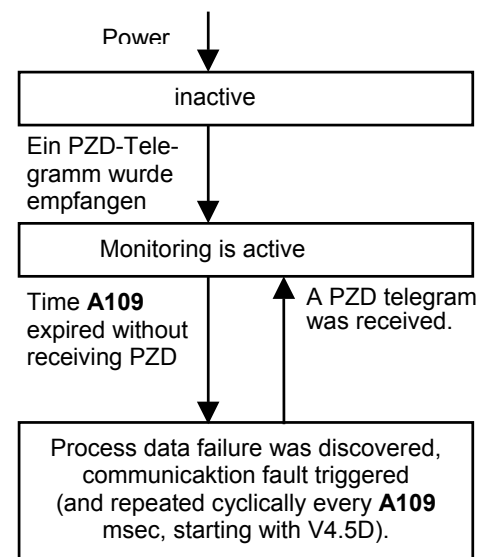 Power
inactive
Ein PZD-Tele-
gramm wurde
empfangen
Monitoring is active
Time A109
expired without
receiving PZD
A PZD telegram
was received.
Process data failure was discovered,
communicaktion fault triggered
(and repeated cyclically every A109
msec, starting with V4.5D).